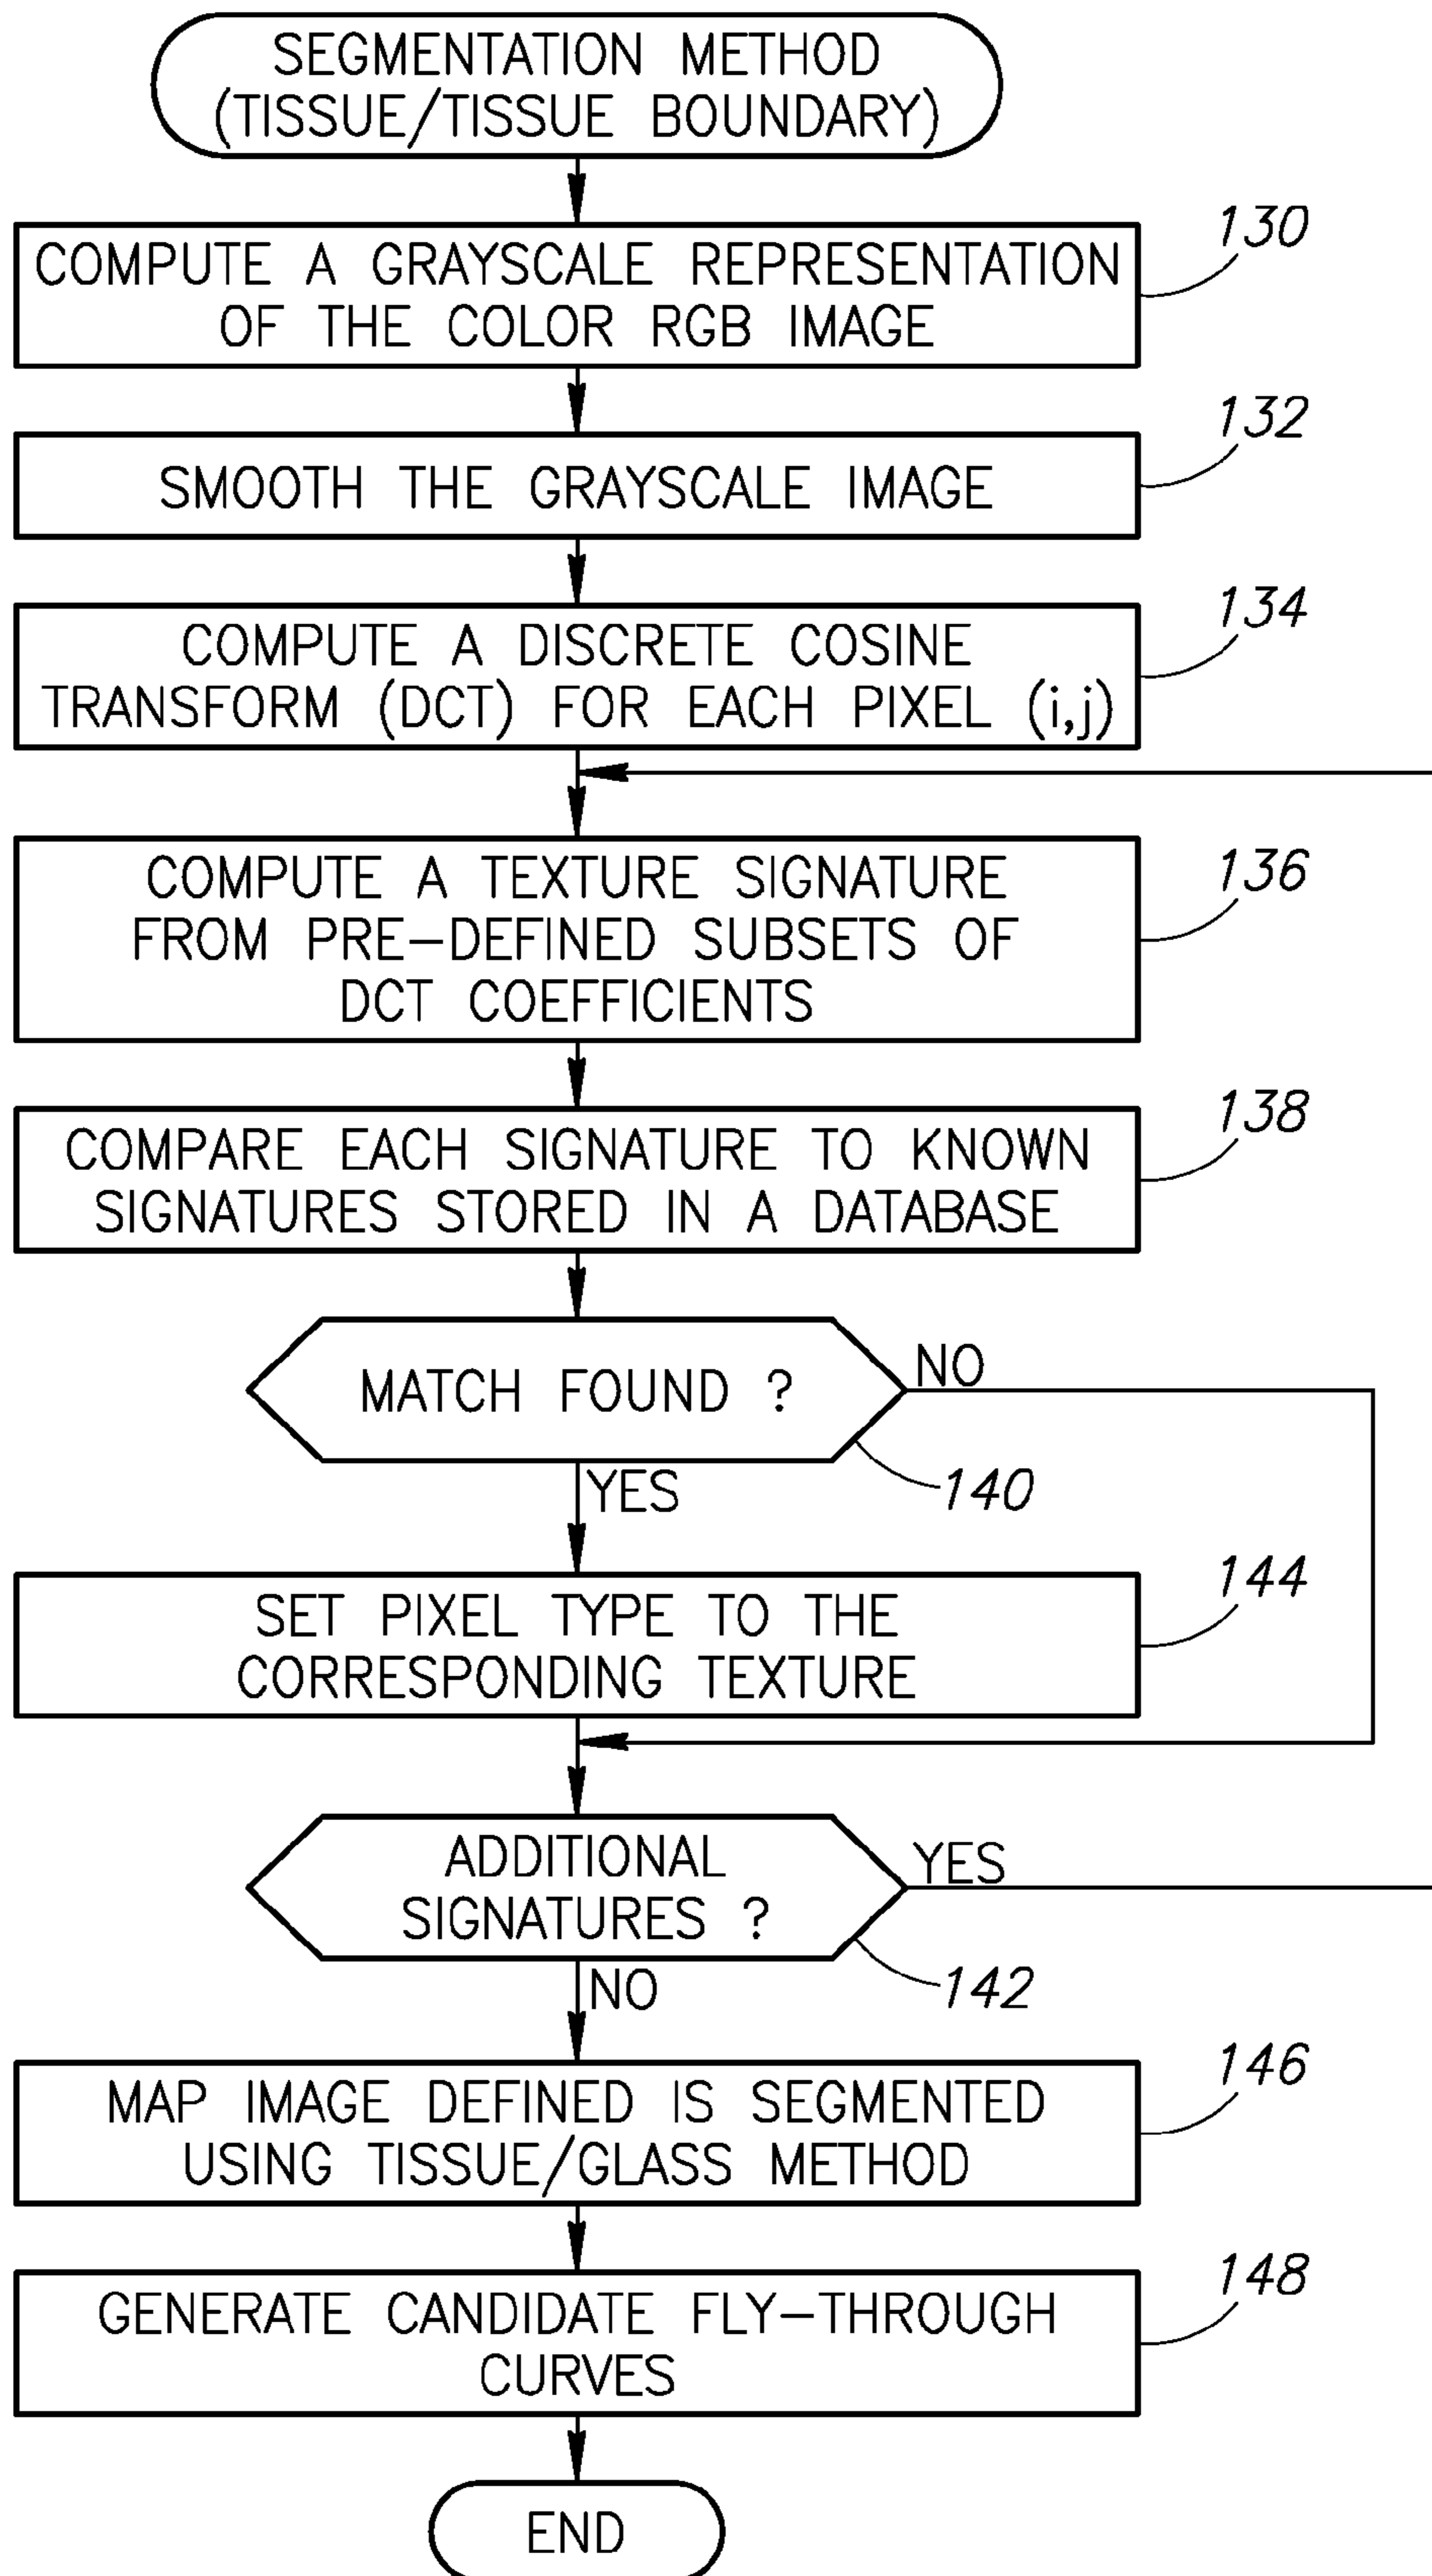 SEGMENTATION METHOD
(TISSUE/TISSUE BOUNDARY)
130
COMPUTE A GRAYSCALE REPRESENTATION
OF THE COLOR RGB IMAGE
132
SMOOTH THE GRAYSCALE IMAGE
134
COMPUTE A DISCRETE COSINE
TRANSFORM (DCT) FOR EACH PIXEL (i,j)
136
COMPUTE A TEXTURE SIGNATURE
FROM PRE-DEFINED SUBSETS OF
DCT COEFFICIENTS
138
COMPARE EACH SIGNATURE TO KNOWN
SIGNATURES STORED IN A DATABASE
MATCH FOUND ?
NO
140
YES
144
SET PIXEL TYPE TO THE
CORRESPONDING TEXTURE
ADDITIONAL
SIGNATURES ?
YES
142
NO
146
MAP IMAGE DEFINED IS SEGMENTED
USING TISSUE/GLASS METHOD
148
GENERATE CANDIDATE FLY-THROUGH
CURVES
END